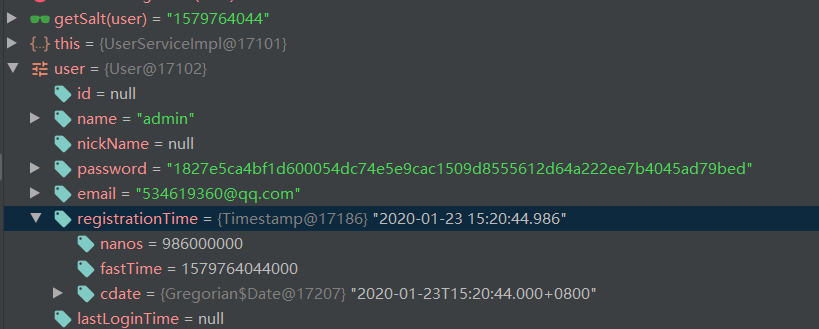 getSalt(user) = "1579764044"
this = {UserServiceImpl@17101}
user = {User@17102}
id = null
name = "admin"
nickName = null
password = "1827e5ca4bf1d600054dc74e5e9cac1509d8555612d64a222ee7b4045ad79bed"
email = "534619360@qq.com"
registrationTime = {Timestamp@17186} "2020-01-23 15:20:44.986"
nanos = 986000000
fastTime = 1579764044000
cdate = {Gregorian$Date@17207} "2020-01-23T15:20:44.000+0800"
lastLoginTime = null